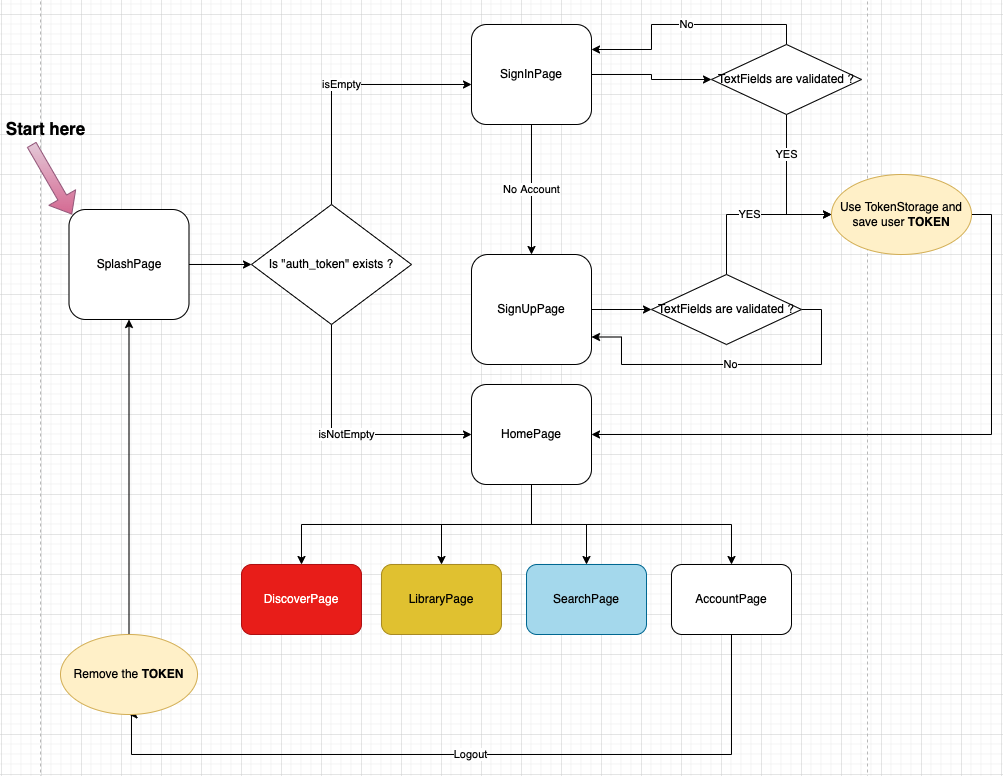 No
SignInPage
TextFields are validated ?
isEmpty
Start here
YES
No Account
Use TokenStorage and
save user TOKEN
YES
SplashPage
Is "auth_token" exists ?
SignUpPage
TextFields are validated ?
No
isNotEmpty
HomePage
DiscoverPage
LibraryPage
SearchPage
AccountPage
Remove the TOKEN
Logout